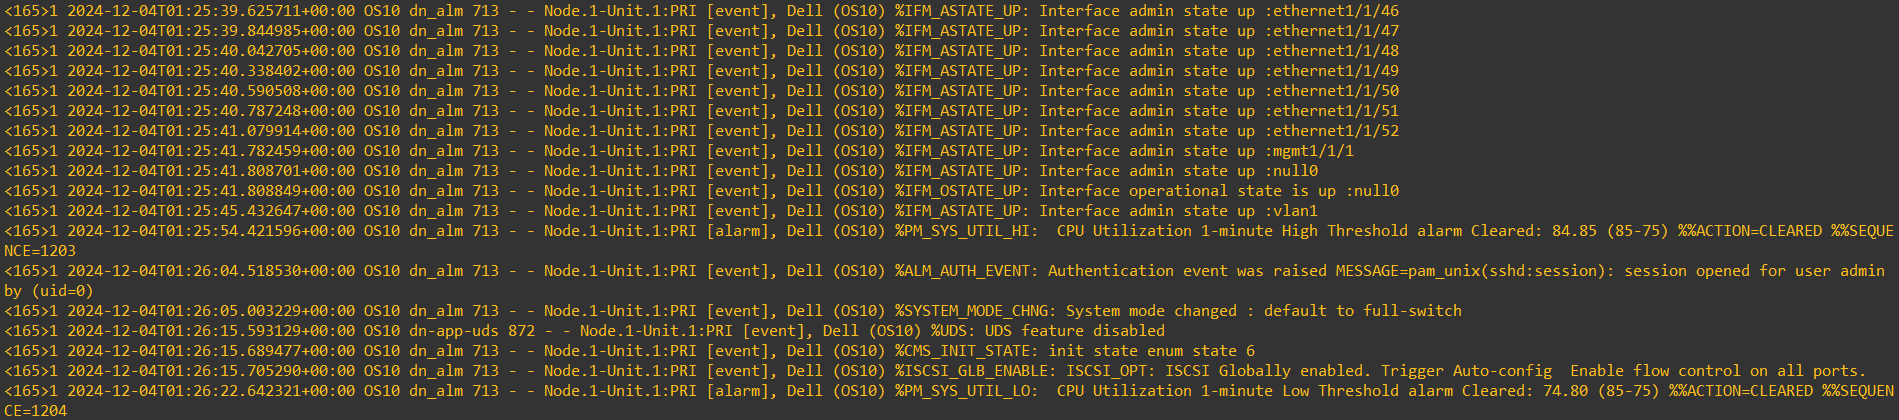 <165>1 2024-12-04T01:25:39.625711+00:00 OS10 dn_alm 713 - - Node.1-Unit.1:PRI [event], Dell (OS10) %IFM_ASTATE_UP: Interface admin state up :ethernet1/1/46
<165>1 2024-12-04T01:25:39.844985+00:00 OS10 dn_alm 713 - - Node.1-Unit.1:PRI [event], Dell (OS10) %IFM_ASTATE_UP: Interface admin state up :ethernet1/1/47
<165>1 2024-12-04T01:25:40.042705+00:00 OS10 dn_alm 713 - - Node.1-Unit.1:PRI [event], Dell (OS10) %IFM_ASTATE_UP: Interface admin state up :ethernet1/1/48
<165>1 2024-12-04T01:25:40.338402+00:00 OS10 dn_alm 713 - - Node.1-Unit.1:PRI [event], Dell (OS10) %IFM_ASTATE_UP: Interface admin state up :ethernet1/1/49
<165>1 2024-12-04T01:25:40.590508+00:00 OS10 dn_alm 713 - - Node.1-Unit.1:PRI [event], Dell (OS10) %IFM_ASTATE_UP: Interface admin state up :ethernet1/1/50
<165>1 2024-12-04T01:25:40.787248+00:00 OS10 dn_alm 713 - - Node.1-Unit.1:PRI [event], Dell (OS10) %IFM_ASTATE_UP: Interface admin state up :ethernet1/1/51
<165>1 2024-12-04T01:25:41.079914+00:00 OS10 dn_alm 713 - - Node.1-Unit.1:PRI [event], Dell (OS10) %IFM_ASTATE_UP: Interface admin state up :ethernet1/1/52
<165>1 2024-12-04T01:25:41.782459+00:00 OS10 dn_alm 713 - - Node.1-Unit.1:PRI [event], Dell (OS10) %IFM_ASTATE_UP: Interface admin state up :mgmt1/1/1
<165>1 2024-12-04T01:25:41.808701+00:00 OS10 dn_alm 713 - - Node.1-Unit.1:PRI [event], Dell (OS10) %IFM_ASTATE_UP: Interface admin state up :null0
<165>1 2024-12-04T01:25:41.808849+00:00 OS10 dn_alm 713 - - Node.1-Unit.1:PRI [event], Dell (OS10) %IFM_OSTATE_UP: Interface operational state is up :null0
<165>1 2024-12-04T01:25:45.432647+00:00 OS10 dn_alm 713 - - Node.1-Unit.1:PRI [event], Dell (OS10) %IFM_ASTATE_UP: Interface admin state up :vlan1
<165>1 2024-12-04T01:25:54.421596+00:00 OS10 dn_alm 713 - - Node.1-Unit.1:PRI [alarm], Dell (OS10) %PM_SYS_UTIL_HI:  CPU Utilization 1-minute High Threshold alarm Cleared: 84.85 (85-75) %%ACTION=CLEARED %%SEQUE
NCE=1203
<165>1 2024-12-04T01:26:04.518530+00:00 OS10 dn_alm 713 - - Node.1-Unit.1:PRI [event], Dell (OS10) %ALM_AUTH_EVENT: Authentication event was raised MESSAGE=pam_unix(sshd:session): session opened for user admin
by (uid=0)
<165>1 2024-12-04T01:26:05.003229+00:00 OS10 dn_alm 713 - - Node.1-Unit.1:PRI [event], Dell (OS10) %SYSTEM_MODE_CHNG: System mode changed : default to full-switch
<165>1 2024-12-04T01:26:15.593129+00:00 OS10 dn-app-uds 872 - - Node.1-Unit.1:PRI [event], Dell (OS10) %UDS: UDS feature disabled
<165>1 2024-12-04T01:26:15.689477+00:00 OS10 dn_alm 713 - - Node.1-Unit.1:PRI [event], Dell (OS10) %CMS_INIT_STATE: init state enum state 6
<165>1 2024-12-04T01:26:15.705290+00:00 OS10 dn_alm 713 - - Node.1-Unit.1:PRI [event], Dell (OS10) %ISCSI_GLB_ENABLE: ISCSI_OPT: ISCSI Globally enabled. Trigger Auto-config  Enable flow control on all ports.
<165>1 2024-12-04T01:26:22.642321+00:00 OS10 dn_alm 713 - - Node.1-Unit.1:PRI [alarm], Dell (OS10) %PM_SYS_UTIL_LO:  CPU Utilization 1-minute Low Threshold alarm Cleared: 74.80 (85-75) %%ACTION=CLEARED %%SEQUEN
CE=1204